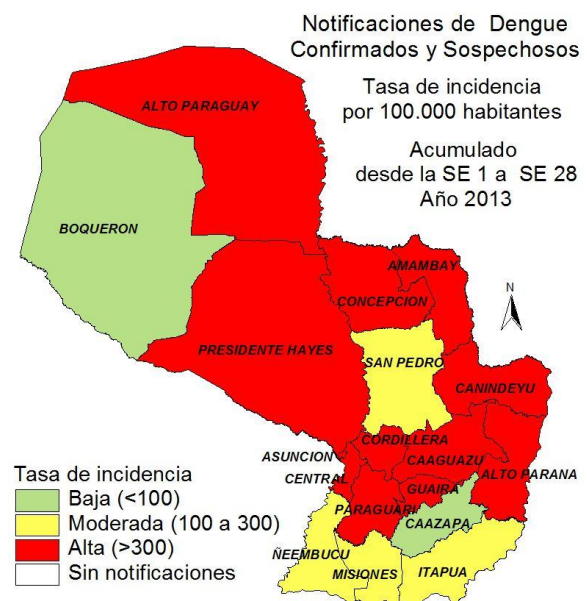 Notificaciones de Dengue
Confirmados y Sospechosos
Tasa de incidencia
por 100.000 habitantes
Acumulado
desde la SE 1 a SE 28
Año 2013
ALTO PARAGUAY
BOQUERON
AMAMBAY
N
CONCEPCION
PRESIDENTE HAYES
SAN PEDRO
CANINDEYU
CORDILLERA
ASUNCION
CAAGUAZU
CENTRAL
ALTO PARANA
GUAIRA
PARAGUARI
CAAZAPA
ÑEEMBUCU
MISIONES
ITAPUA
Tasa de incidencia
Baja (<100)
Moderada (100 a 300)
Alta (>300)
Sin notificaciones